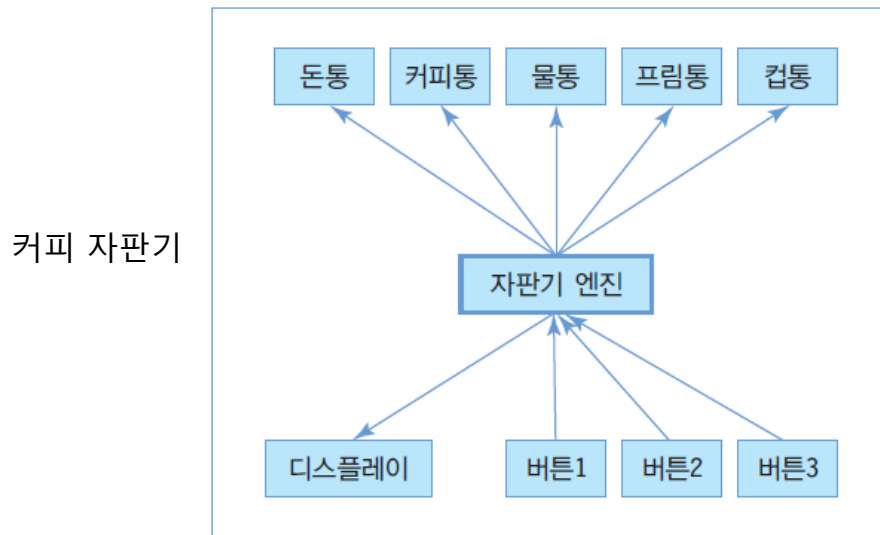 돈통 커피통 물통 프림통 컵통
커피 자판기
자판기 엔진
디스플레이 버튼1 버튼2 버튼3